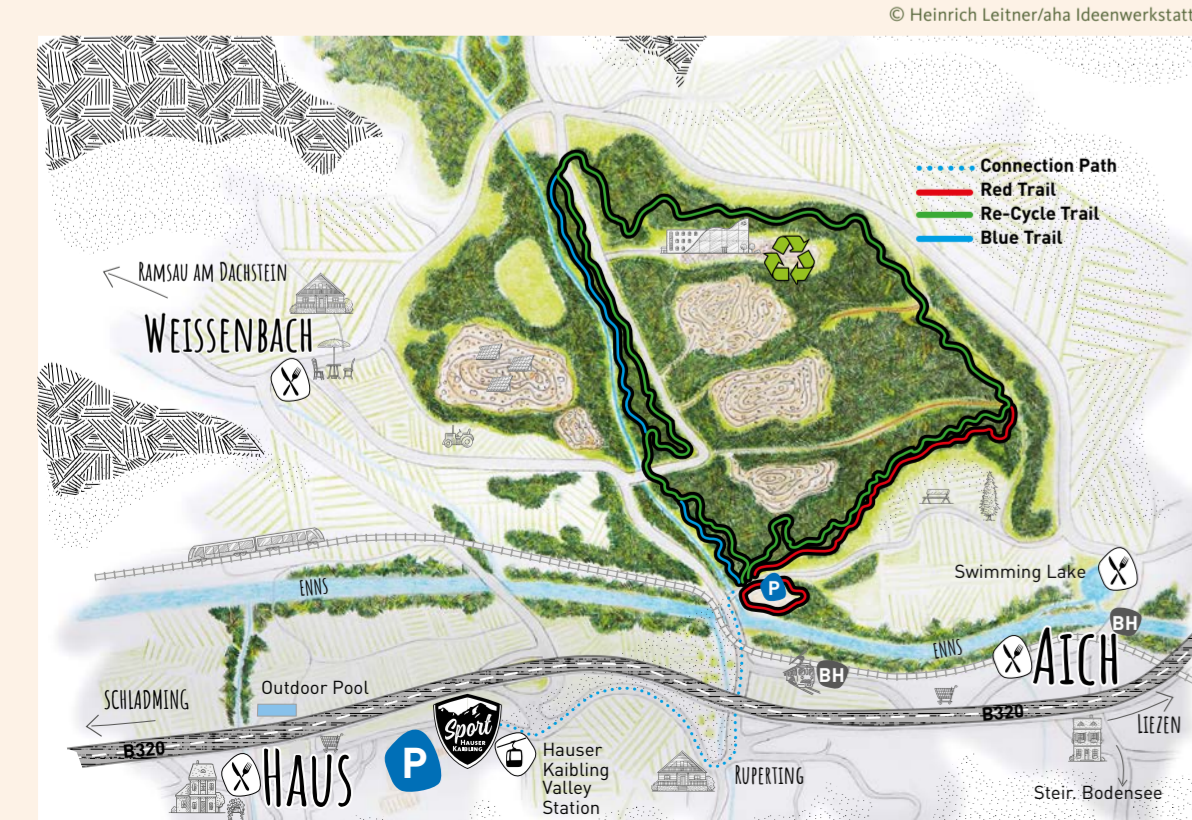 © Heinrich Leitner/aha Ideenwerkstatt
Connection Path
Red Trail
Re-Cycle Trail
Blue Trail
RAMSAU AM DACHSTEIN
WEISSENBACH
ENNS
P
Swimming Lake
BH
ENNS
AICH
BH
SCHLADMING
Outdoor Pool
B320
LIEZEN
B320
Sport
HAUSER
KAIBLING
P
HAUS
Hauser
Kaibling
Valley
Station
RUPERTING
Steir. Bodensee